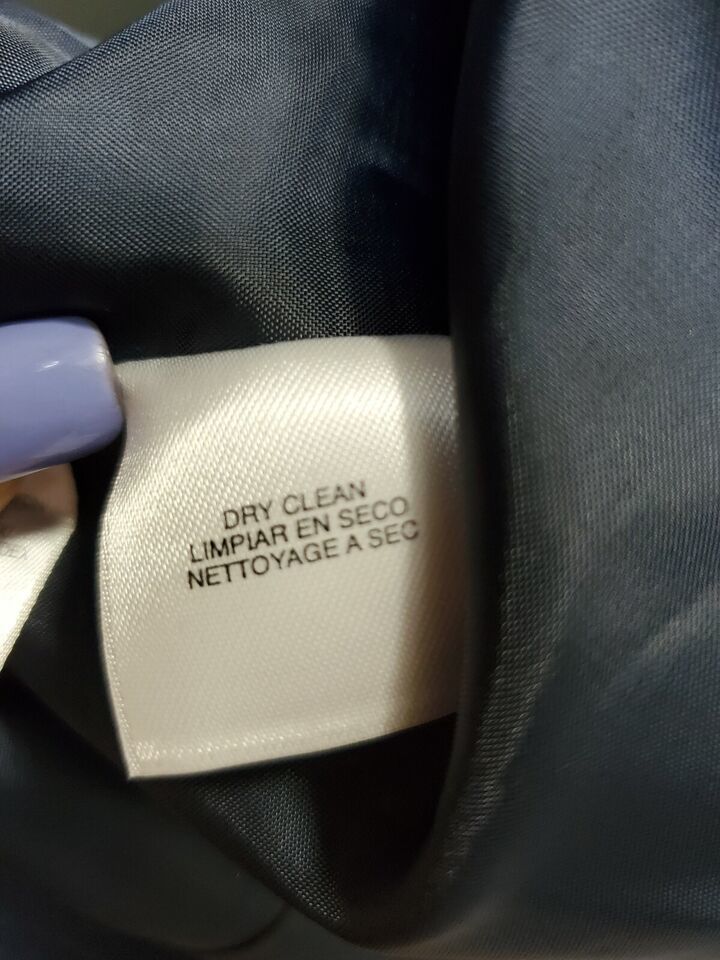 DRY CLEAN
LIMPIAR EN SECO
NETTOYAGE A SEC